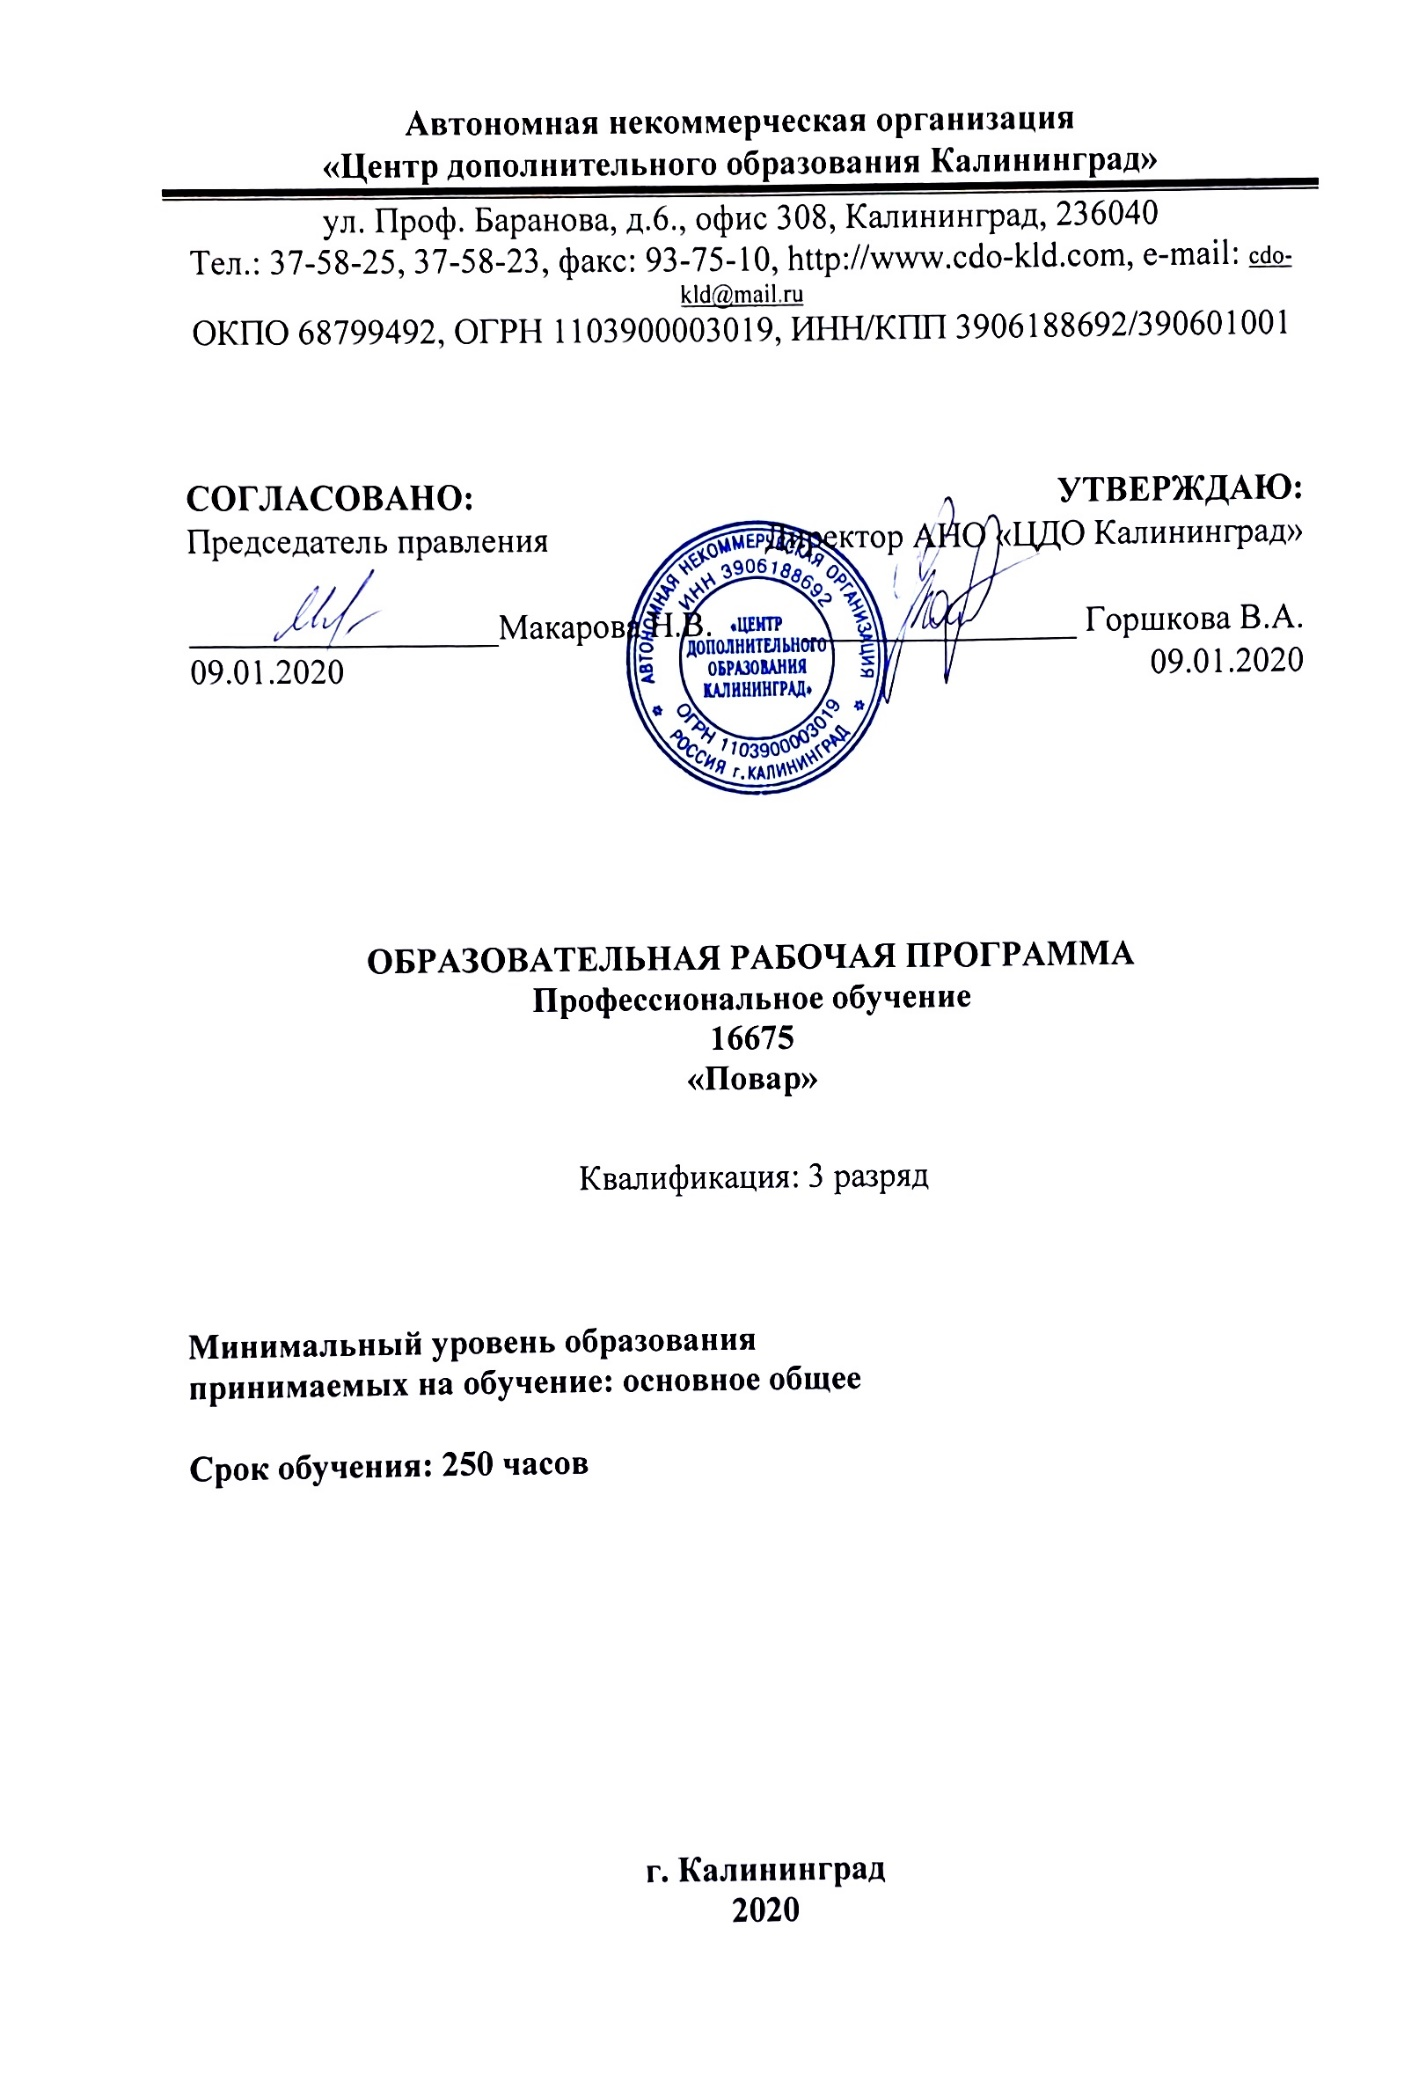 Автономная некоммерческая организация
«Центр дополнительного образования Калининград»
ул. Проф. Баранова, д.6., офис 308, Калининград, 236040
Тел.: 37-58-25, 37-58-23, факс: 93-75-10, http://www.cdo-kld.com, e-mail: cdo-
kld@mail.ru
ОКПО 68799492, ОГРН 1103900003019, ИНН/КПП 3906188692/390601001
СОГЛАСОВАНО:
Председатель правления
Макарова Н.В.
09.01.2020
УТВЕРЖДАЮ:
Директор АНО «ЦДО Калининград»
Горшкова В.А.
09.01.2020
АВТОНОМНАЯ НЕКОММЕРЧЕСКАЯ ОРГАНИЗАЦИЯ
ИНН 3906188692
«ЦЕНТР
ДОПОЛНИТЕЛЬНОГО
ОБРАЗОВАНИЯ
КАЛИНИНГРАД»
ОГРН 1103900003019
РОССИЯ г.КАЛИНИНГРАД
ОБРАЗОВАТЕЛЬНАЯ РАБОЧАЯ ПРОГРАММА
Профессиональное обучение
16675
«Повар»
Квалификация: 3 разряд
Минимальный уровень образования
принимаемых на обучение: основное общее
Срок обучения: 250 часов
г. Калининград
2020